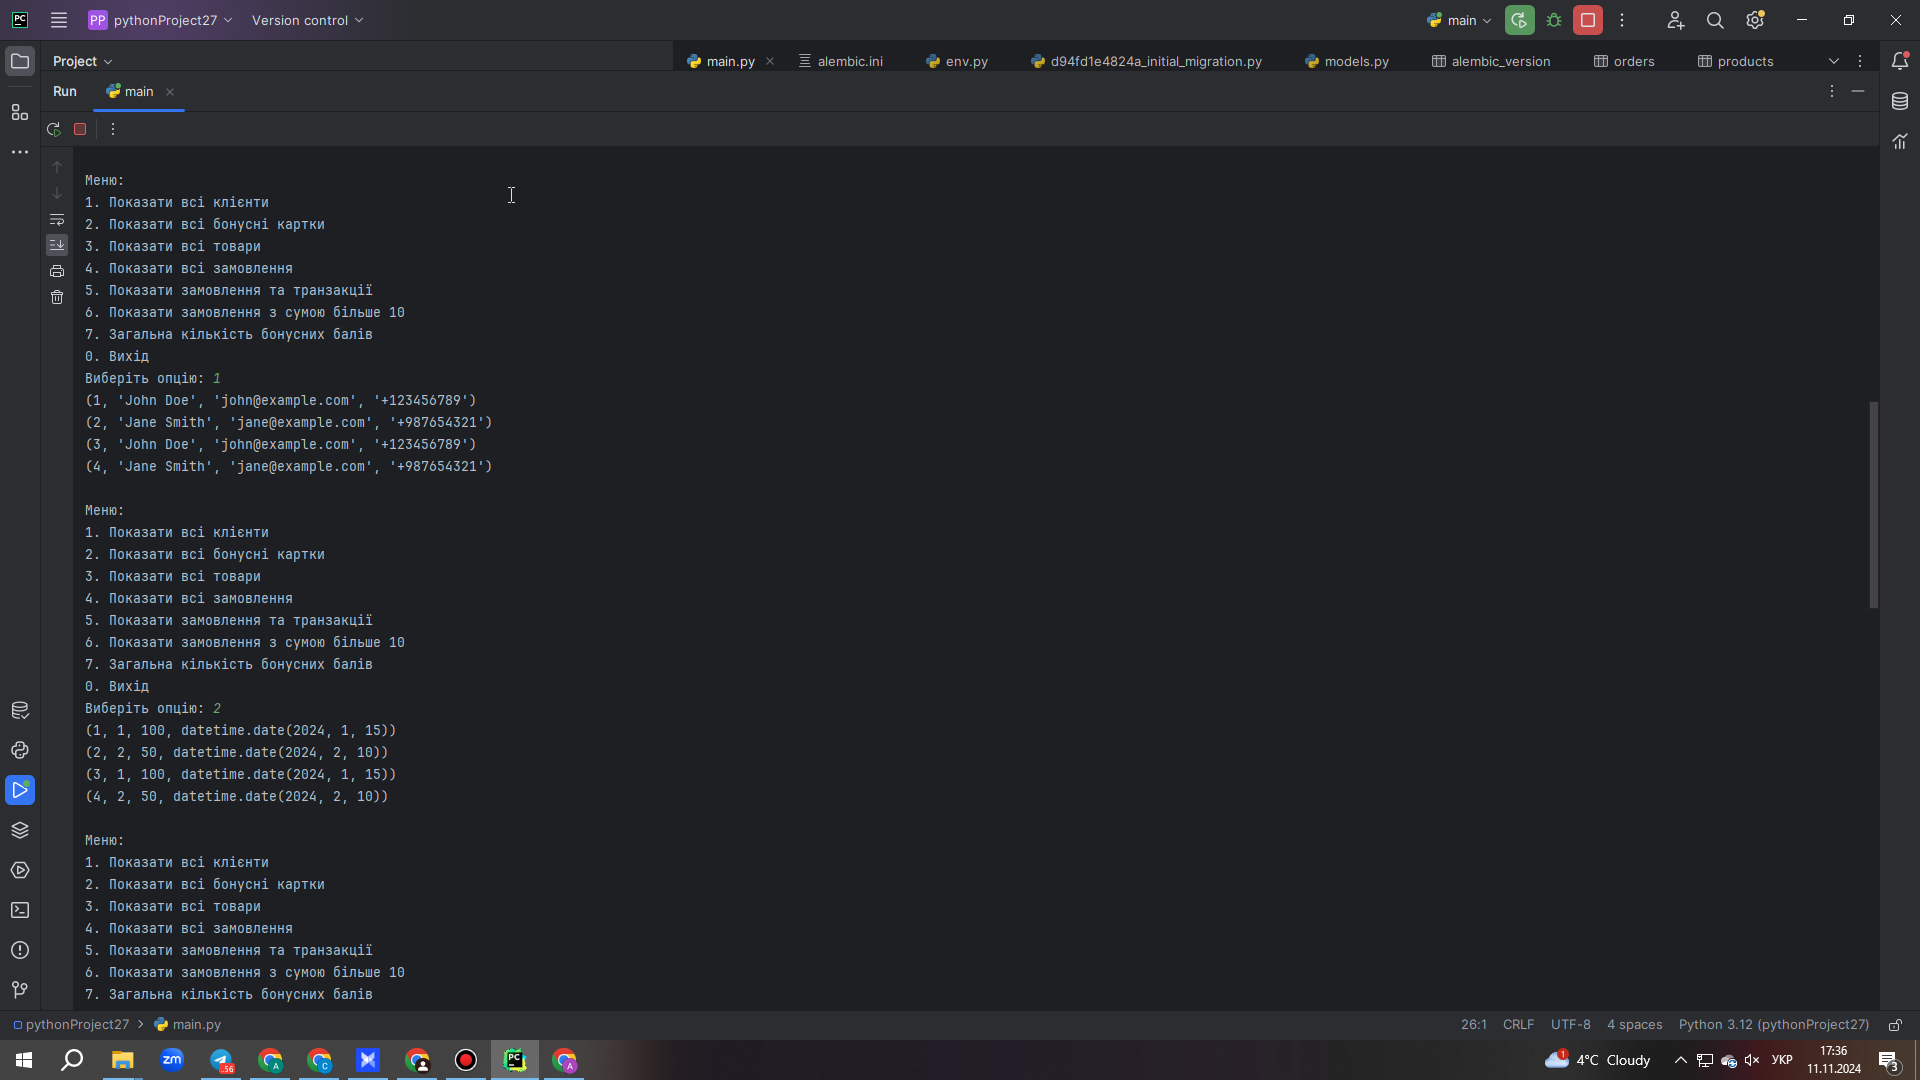 PC PP pythonProject27 Version control main
Project main.py alembic.ini env.py d94fd1e4824a_initial_migration.py models.py alembic_version orders products
Run main
Меню:
1. Показати всі клієнти
2. Показати всі бонусні картки
3. Показати всі товари
4. Показати всі замовлення
5. Показати замовлення та транзакції
6. Показати замовлення з сумою більше 10
7. Загальна кількість бонусних балів
0. Вихід
Виберіть опцію: 1
(1, 'John Doe', 'john@example.com', '+123456789')
(2, 'Jane Smith', 'jane@example.com', '+987654321')
(3, 'John Doe', 'john@example.com', '+123456789')
(4, 'Jane Smith', 'jane@example.com', '+987654321')
Меню:
1. Показати всі клієнти
2. Показати всі бонусні картки
3. Показати всі товари
4. Показати всі замовлення
5. Показати замовлення та транзакції
6. Показати замовлення з сумою більше 10
7. Загальна кількість бонусних балів
0. Вихід
Виберіть опцію: 2
(1, 1, 100, datetime.date(2024, 1, 15))
(2, 2, 50, datetime.date(2024, 2, 10))
(3, 1, 100, datetime.date(2024, 1, 15))
(4, 2, 50, datetime.date(2024, 2, 10))
Меню:
1. Показати всі клієнти
2. Показати всі бонусні картки
3. Показати всі товари
4. Показати всі замовлення
5. Показати замовлення та транзакції
6. Показати замовлення з сумою більше 10
7. Загальна кількість бонусних балів
pythonProject27 main.py 26:1 CRLF UTF-8 4 spaces Python 3.12 (pythonProject27)
zm .56 A C PC A 1 4°C Cloudy УКР 17:36 3
11.11.2024